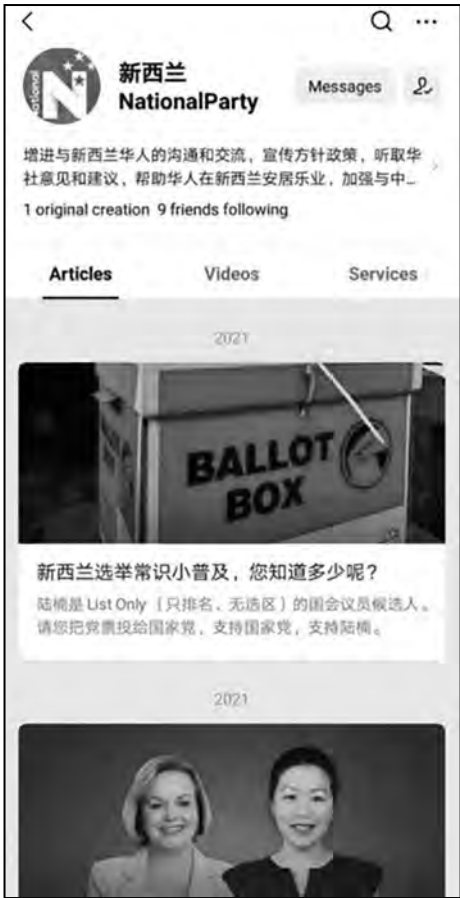 National
N
新西兰
NationalParty
Messages
增进与新西兰华人的沟通和交流，宣传方针政策，听取华
社意见和建议，帮助华人在新西兰安居乐业，加强与中...
1 original creation 9 friends following
Articles Videos Services
2021
BALLOT
BOX
新西兰选举常识小普及，您知道多少呢？
陆楠是 List Only （只排名、无选区）的国会议员候选人。
请您把党票投给国家党，支持国家党，支持陆楠。
2021